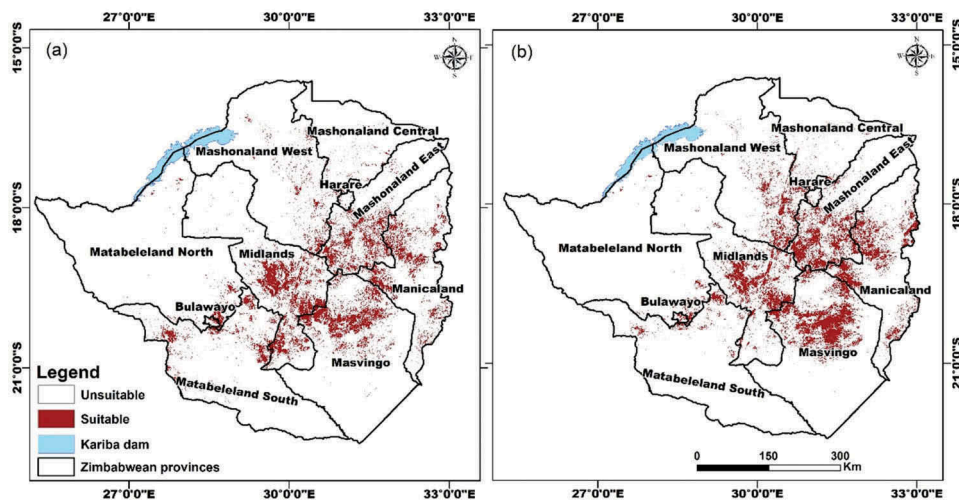 27°0'0"E 30°0'0"E 33°0'0"E
27°0'0"E 30°0'0"E 33°0'0"E
(a)
N
W E
S
15°0'0"S
18°0'0"S
21°0'0"S
Mashonaland Central
Mashonaland West
Mashonaland East
Harare
Matabeleland North
Midlands
Manicaland
Bulawayo
Masvingo
Matabeleland South
Legend
Unsuitable
Suitable
Kariba dam
Zimbabwean provinces
(b)
N
W E
S
15°0'0"S
18°0'0"S
21°0'0"S
Mashonaland Central
Mashonaland West
Mashonaland East
Harare
Matabeleland North
Midlands
Manicaland
Bulawayo
Masvingo
Matabeleland South
0 150 300
Km
27°0'0"E 30°0'0"E 33°0'0"E
27°0'0"E 30°0'0"E 33°0'0"E